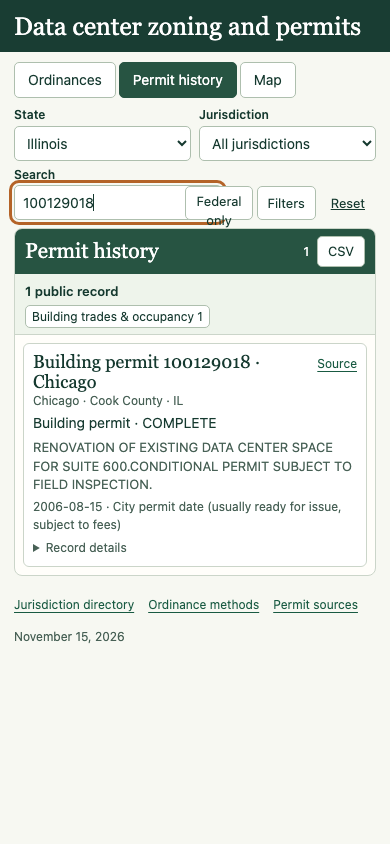 Data center zoning and permits
Ordinances Permit history Map
State Jurisdiction
Illinois All jurisdictions
Search
100129018 Federal only Filters Reset
Permit history 1 CSV
1 public record
Building trades & occupancy 1
Building permit 100129018 · Source
Chicago
Chicago · Cook County · IL
Building permit · COMPLETE
RENOVATION OF EXISTING DATA CENTER SPACE
FOR SUITE 600.CONDITIONAL PERMIT SUBJECT TO
FIELD INSPECTION.
2006-08-15 · City permit date (usually ready for issue,
subject to fees)
Record details
Jurisdiction directory Ordinance methods Permit sources
November 15, 2026